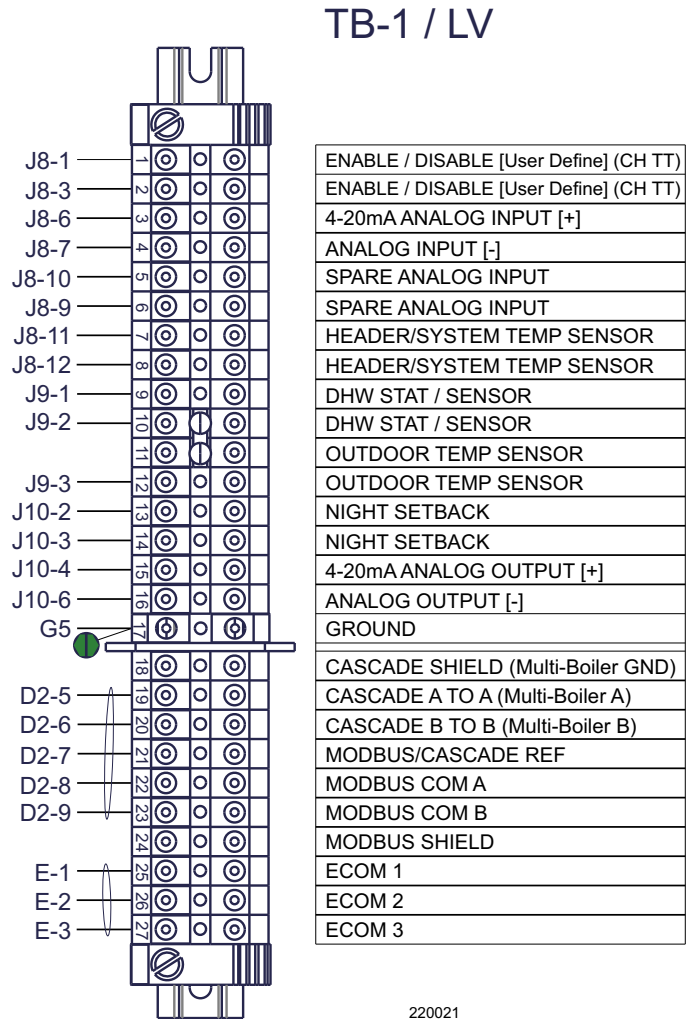 TB-1 / LV
J8-1 1 ENABLE / DISABLE [User Define] (CH TT)
J8-3 2 ENABLE / DISABLE [User Define] (CH TT)
J8-6 3 4-20mA ANALOG INPUT [+]
J8-7 4 ANALOG INPUT [-]
J8-10 5 SPARE ANALOG INPUT
J8-9 6 SPARE ANALOG INPUT
J8-11 7 HEADER/SYSTEM TEMP SENSOR
J8-12 8 HEADER/SYSTEM TEMP SENSOR
J9-1 9 DHW STAT / SENSOR
J9-2 10 DHW STAT / SENSOR
11 OUTDOOR TEMP SENSOR
J9-3 12 OUTDOOR TEMP SENSOR
J10-2 13 NIGHT SETBACK
J10-3 14 NIGHT SETBACK
J10-4 15 4-20mA ANALOG OUTPUT [+]
J10-6 16 ANALOG OUTPUT [-]
G5 17 GROUND
18 CASCADE SHIELD (Multi-Boiler GND)
D2-5 19 CASCADE A TO A (Multi-Boiler A)
D2-6 20 CASCADE B TO B (Multi-Boiler B)
D2-7 21 MODBUS/CASCADE REF
D2-8 22 MODBUS COM A
D2-9 23 MODBUS COM B
24 MODBUS SHIELD
E-1 25 ECOM 1
E-2 26 ECOM 2
E-3 27 ECOM 3
220021